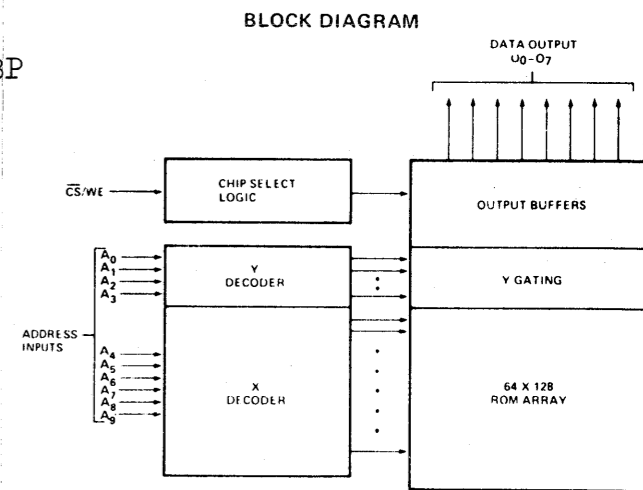 BLOCK DIAGRAM
DATA OUTPUT
O0-O7
CS/WE
CHIP SELECT
LOGIC
OUTPUT BUFFERS
A0
A1
A2
A3
Y
DECODER
Y GATING
ADDRESS
INPUTS
A4
A5
A6
A7
A8
A9
X
DECODER
64 X 128
ROM ARRAY